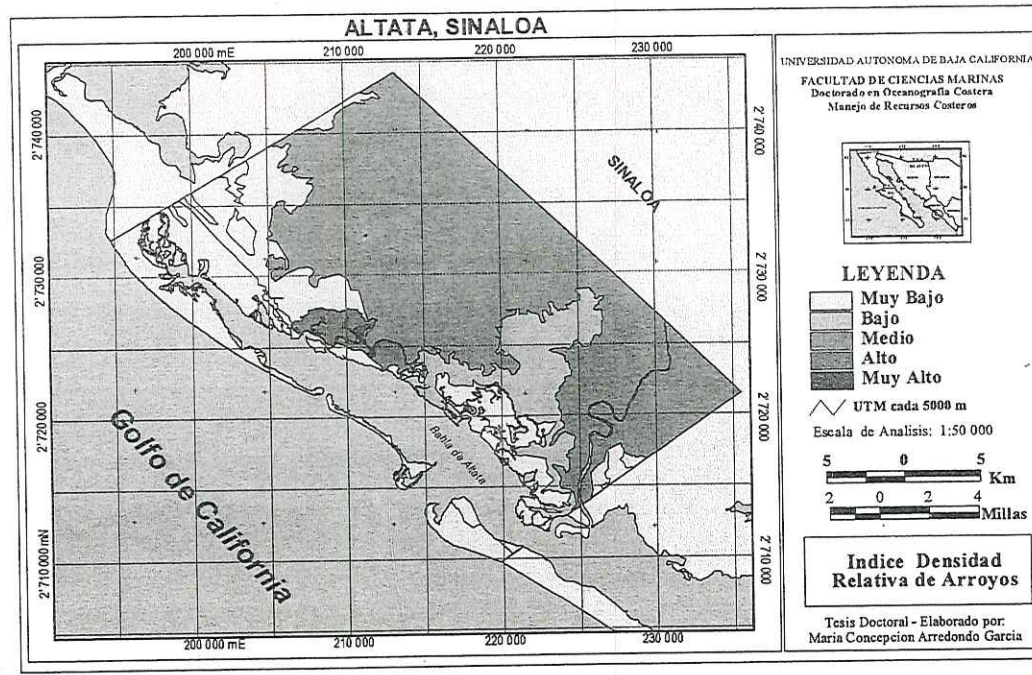 ALTATA, SINALOA
200 000 mE
210 000
220 000
230 000
2'740 000
2'730 000
2'720 000
2'710 000 mN
2'740 000
2'730 000
2'720 000
2'710 000
200 000 mE
210 000
220 000
230 000
SINALOA
Golfo de California
Bahia de Altata
UNIVERSIDAD AUTONOMA DE BAJA CALIFORNIA
FACULTAD DE CIENCIAS MARINAS
Doctorado en Oceanografia Costera
Manejo de Recursos Costeros
LEYENDA
Muy Bajo
Bajo
Medio
Alto
Muy Alto
UTM cada 5000 m
Escala de Analisis: 1:50 000
5 0 5
Km
2 0 2 4
Millas
Indice Densidad
Relativa de Arroyos
Tesis Doctoral - Elaborado por:
Maria Concepcion Arredondo Garcia